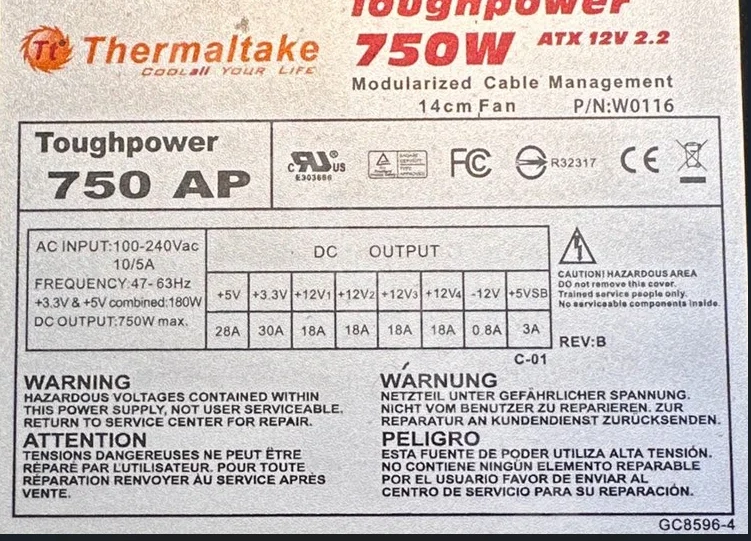 Toughpower
Tt Thermaltake
COOLall YOUR LIFE
750W ATX 12V 2.2
Modularized Cable Management
14cm Fan P/N:W0116
Toughpower
750 AP
c RU US
E303656
FC
R32317
CE
AC INPUT:100-240Vac
10/5A
FREQUENCY:47-63Hz
+3.3V & +5V combined:180W
DC OUTPUT:750W max.
DC OUTPUT
+5V +3.3V +12V1 +12V2 +12V3 +12V4 -12V +5VSB
28A 30A 18A 18A 18A 18A 0.8A 3A
CAUTION! HAZARDOUS AREA
DO not remove this cover.
Trained service people only.
No serviceable components inside.
REV:B
C-01
WARNING
HAZARDOUS VOLTAGES CONTAINED WITHIN
THIS POWER SUPPLY, NOT USER SERVICEABLE.
RETURN TO SERVICE CENTER FOR REPAIR.
WARNUNG
NETZTEIL UNTER GEFÄHRLICHER SPANNUNG.
NICHT VOM BENUTZER ZU REPARIEREN. ZUR
REPARATUR AN KUNDENDIENST ZURÜCKSENDEN.
ATTENTION
TENSIONS DANGEREUSES NE PEUT ËTRE
RÉPARÉ PAR L'UTILISATEUR. POUR TOUTE
RÉPARATION RENVOYER ÀU SERVICE APRÈS
VENTE.
PELIGRO
ESTA FUENTE DE PODER UTILIZA ALTA TENSIÓN.
NO CONTIENE NINGÚN ELEMENTO REPARABLE
POR EL USUARIO FAVOR DE ENVIAR AL
CENTRO DE SERVICIO PARA SU REPARACIÓN.
GC8596-4